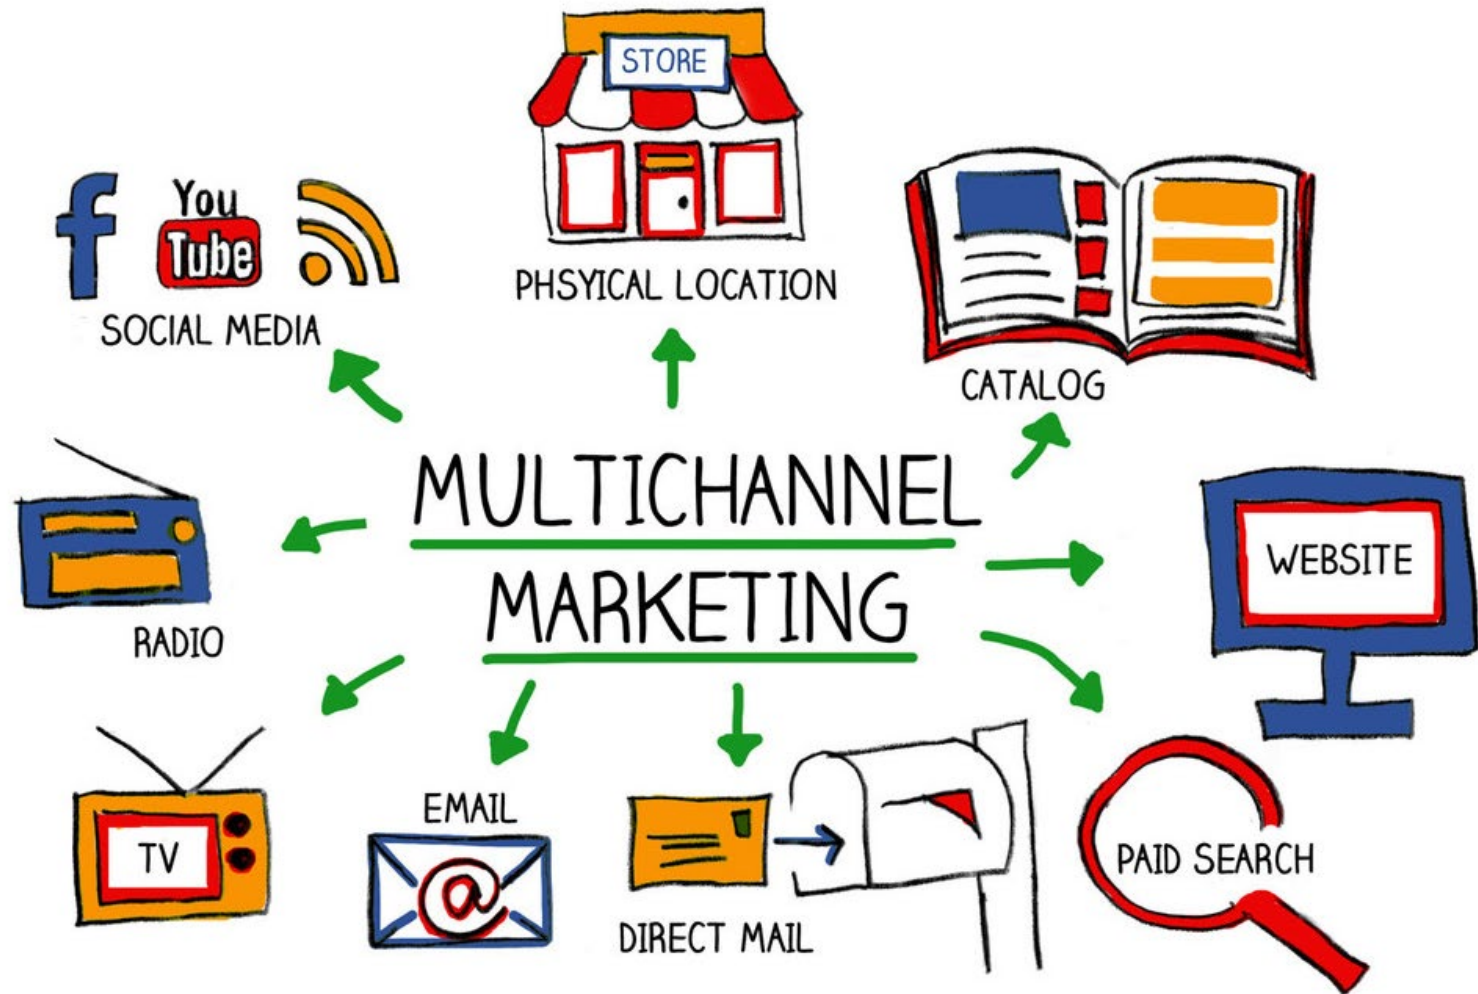 STORE
PHSYICAL LOCATION
f
You
Tube
SOCIAL MEDIA
CATALOG
MULTICHANNEL
MARKETING
WEBSITE
RADIO
TV
EMAIL
@
DIRECT MAIL
PAID SEARCH